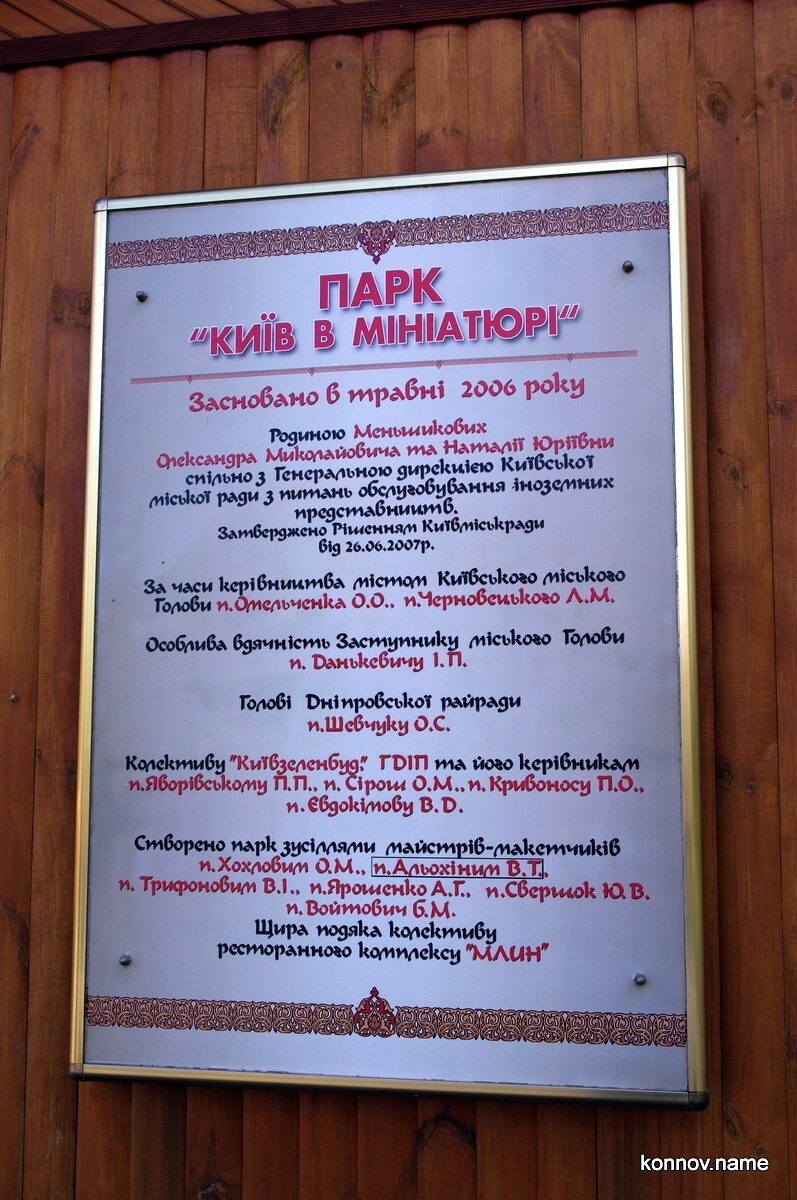 ПАРК
“КИЇВ В МІНІАТЮРІ“
Засновано в травні 2006 року
Родиною Меньшикових
Олександра Миколайовича та Наталії Юріївни
спільно з Генеральною дирекцією Київської
міської ради з питань обслуговування іноземних
представництв.
Затверджено Рішенням Київміськради
від 26.06.2007р.
За часи керівництва містом Київського міського
Голови п.Омельченка О.О., п.Черновецького Л.М.
Особлива вдячність Заступнику міського Голови
п. Данькевичу І.П.
Голові Дніпровської райради
п.Шевчуку О.С.
Колективу "Київзеленбуд," ГДІП та його керівникам
п.Яворівському П.П., п. Сірош О.М., п. Кривоносу П.О.,
п. Євдокімову В.D.
Створено парк зусіллями майстрів-макетчиків
п.Хохловим О.М., п.Альохіним В.Т.,
п. Трифоновим В.І., п.Ярошенко А.Г., п.Свершок Ю.В.
п.Войтович Б.М.
Щира подяка колективу
ресторанного комплексу "МЛИН"
konnov.name